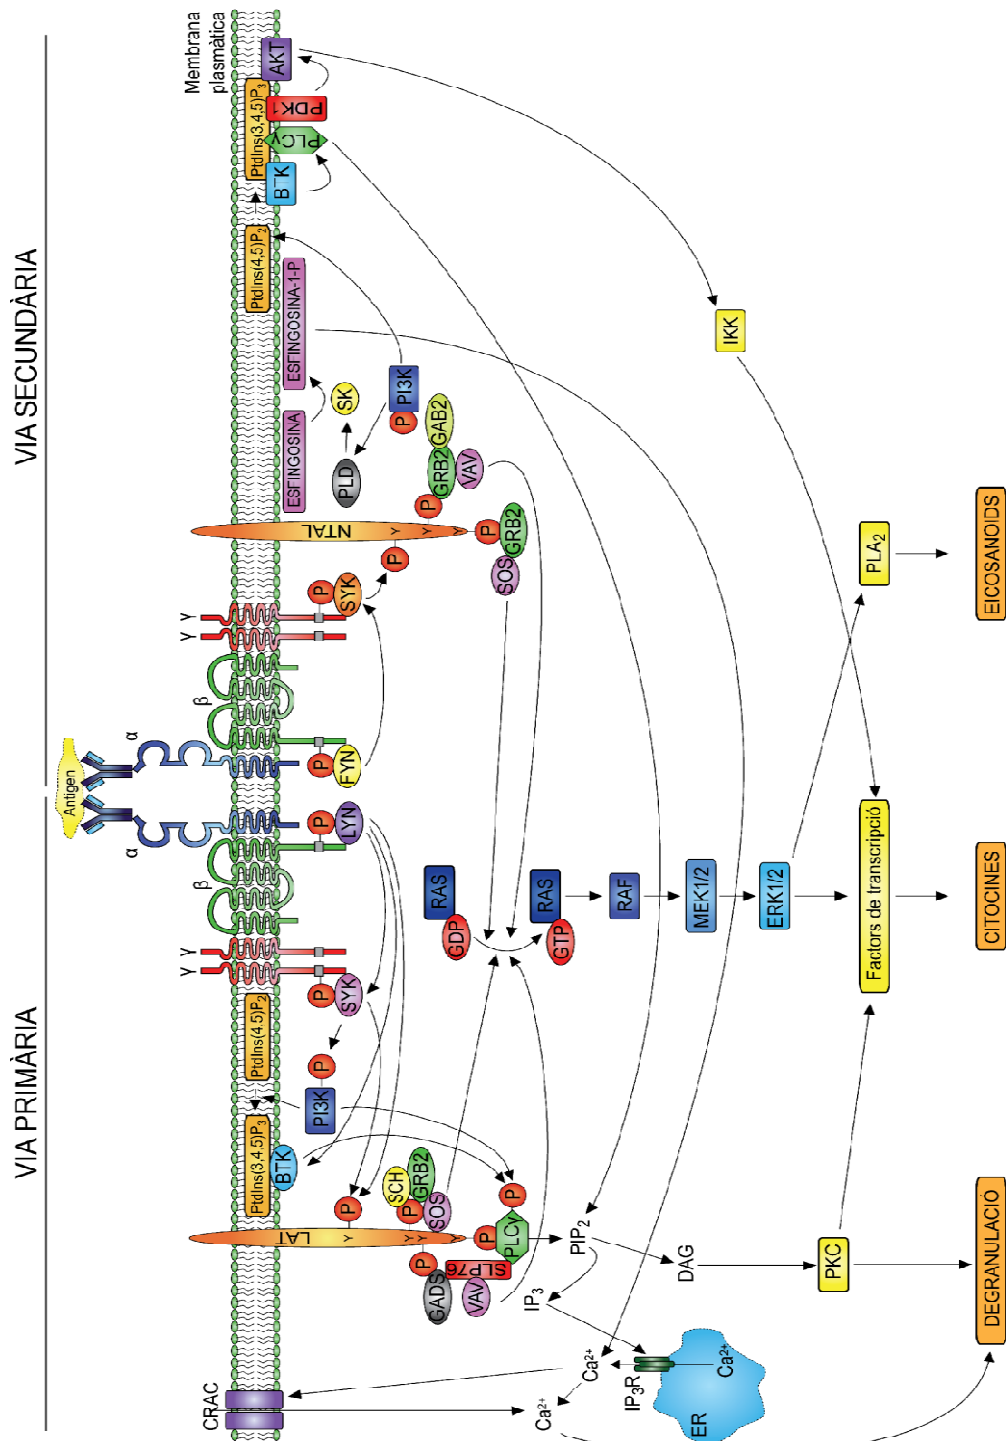 VIA PRIMÀRIA
VIA SECUNDÀRIA
Antigen
Membrana
plasmàtica
CRAC
α
α
β
β
γ
γ
γ
γ
PtdIns(3,4,5)P3
PtdIns(4,5)P2
PtdIns(4,5)P2
PtdIns(3,4,5)P3
BTK
BTK
PLCγ
PDK1
AKT
LAT
NTAL
ESFINGOSINA
ESFINGOSINA-1-P
PLD
SK
PI3K
P
P
PI3K
P
SYK
P
LYN
P
FYN
P
SYK
P
Y
P
Y
Y
Y
P
Y
P
Y
Y
P
P
P
P
P
SCH
GRB2
SOS
GADS
SLP76
VAV
PLCγ
GRB2
GAB2
VAV
SOS
GRB2
RAS
GDP
RAS
GTP
RAF
MEK1/2
ERK1/2
IKK
PLA2
PIP2
IP3
DAG
PKC
Ca2+
Ca2+
IP3R
Ca2+
ER
Factors de transcripció
DEGRANULACIÓ
CITOCINES
EICOSANOIDS